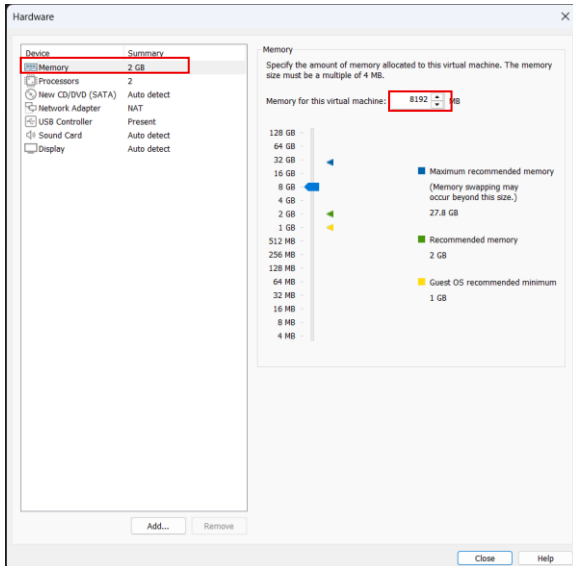 Hardware
Device Summary
Memory 2 GB
Processors 2
New CD/DVD (SATA) Auto detect
Network Adapter NAT
USB Controller Present
Sound Card Auto detect
Display Auto detect
Add...
Remove
Memory
Specify the amount of memory allocated to this virtual machine. The memory
size must be a multiple of 4 MB.
Memory for this virtual machine: 8192 MB
128 GB
64 GB
32 GB
16 GB
8 GB
4 GB
2 GB
1 GB
512 MB
256 MB
128 MB
64 MB
32 MB
16 MB
8 MB
4 MB
Maximum recommended memory
(Memory swapping may
occur beyond this size.)
27.8 GB
Recommended memory
2 GB
Guest OS recommended minimum
1 GB
Close
Help